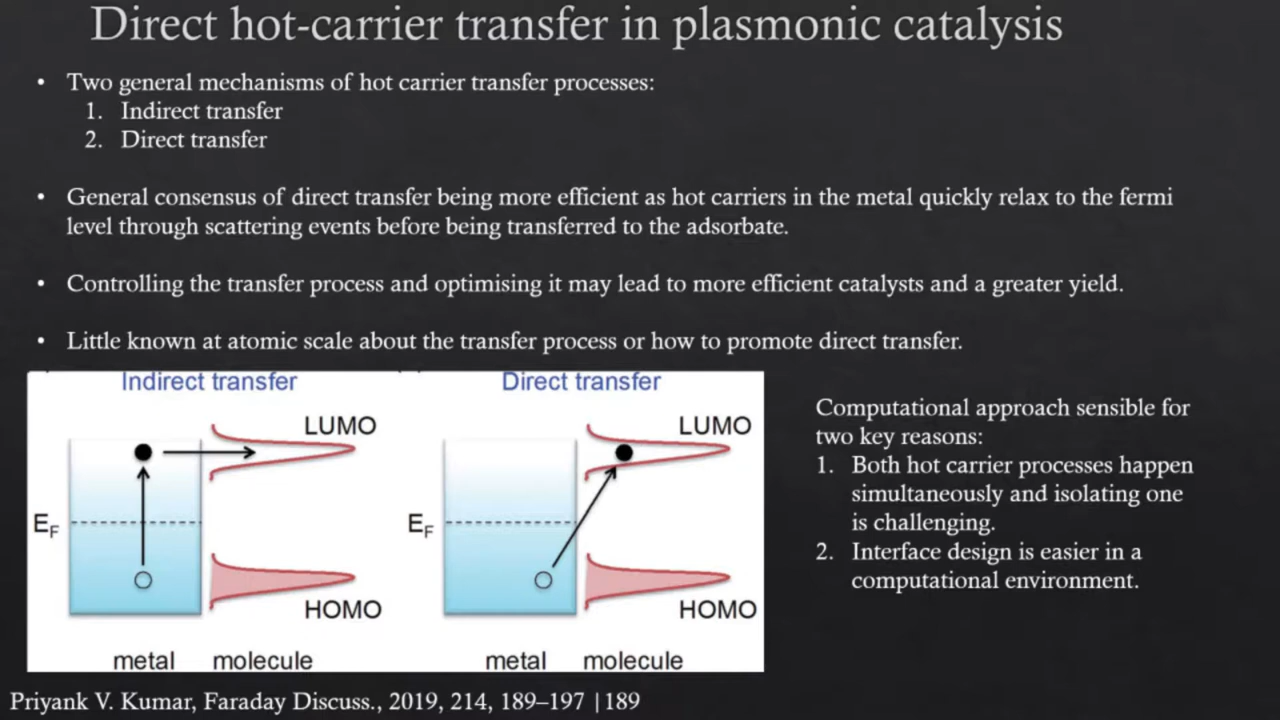 Direct hot-carrier transfer in plasmonic catalysis
• Two general mechanisms of hot carrier transfer processes:
1. Indirect transfer
2. Direct transfer
• General consensus of direct transfer being more efficient as hot carriers in the metal quickly relax to the fermi
level through scattering events before being transferred to the adsorbate.
• Controlling the transfer process and optimising it may lead to more efficient catalysts and a greater yield.
• Little known at atomic scale about the transfer process or how to promote direct transfer.
Indirect transfer
LUMO
EF
HOMO
metal molecule
Direct transfer
LUMO
EF
HOMO
metal molecule
Computational approach sensible for
two key reasons:
1. Both hot carrier processes happen
simultaneously and isolating one
is challenging.
2. Interface design is easier in a
computational environment.
Priyank V. Kumar, Faraday Discuss., 2019, 214, 189–197 |189